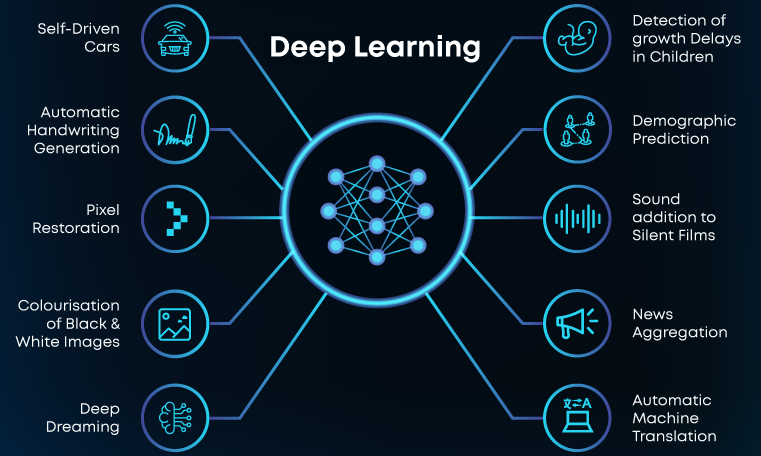 Deep Learning
Self-Driven
Cars
Automatic
Handwriting
Generation
Pixel
Restoration
Colourisation
of Black &
White Images
Deep
Dreaming
Detection of
growth Delays
in Children
Demographic
Prediction
Sound
addition to
Silent Films
News
Aggregation
文 A
Automatic
Machine
Translation